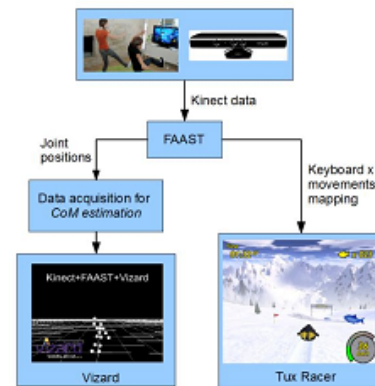 Kinect data
FAAST
Joint
positions
Keyboard x
movements
mapping
Data acquisition for
CoM estimation
Kinect+FAAST+Vizard
Vizard
Tux Racer